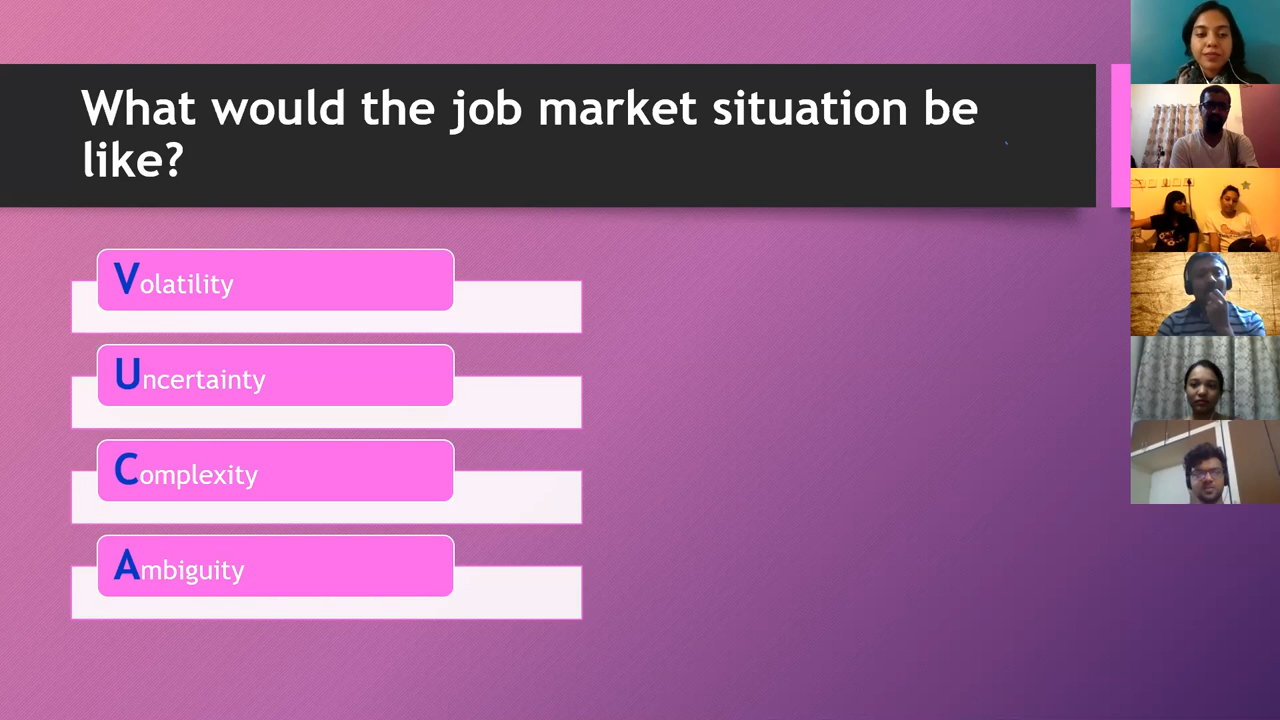 What would the job market situation be
like?
Volatility
Uncertainty
Complexity
Ambiguity